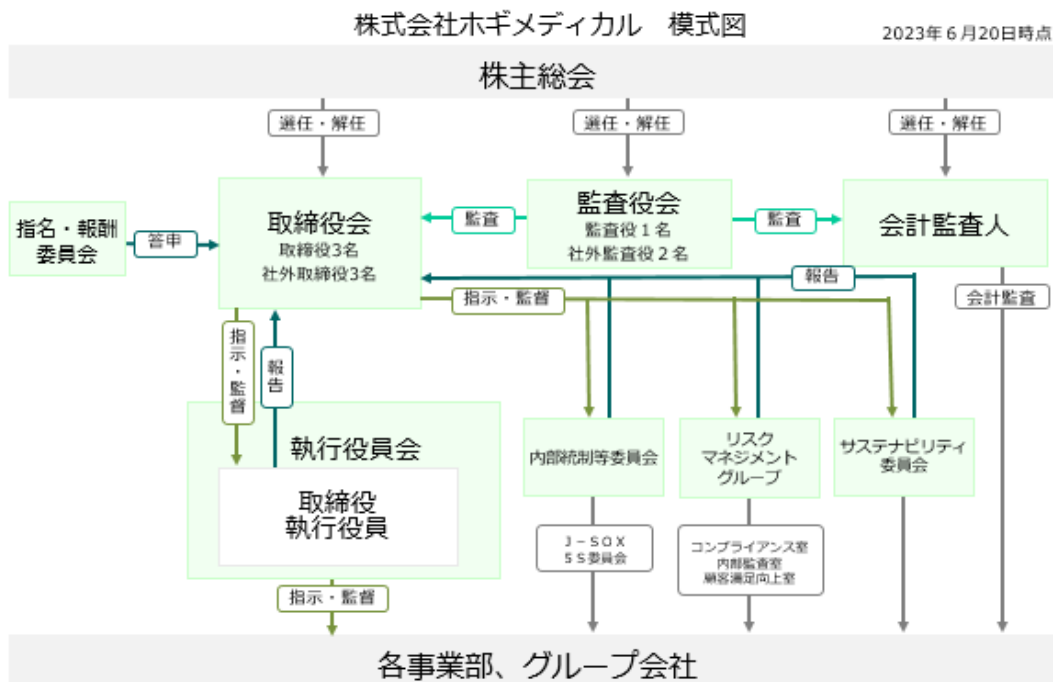 株式会社ホギメディカル　模式図
2023年６月20日時点
株主総会
選任・解任
選任・解任
選任・解任
指名・報酬
委員会
答申
取締役会
取締役3名
社外取締役3名
監査
監査役会
監査役１名
社外監査役２名
監査
会計監査人
報告
指示・監督
会計監査
指示・監督
報告
執行役員会
取締役
執行役員
内部統制等委員会
リスク
マネジメント
グループ
サステナビリティ
委員会
Ｊ－ＳＯＸ
５Ｓ委員会
コンプライアンス室
内部監査室
顧客満足向上室
指示・監督
各事業部、グループ会社